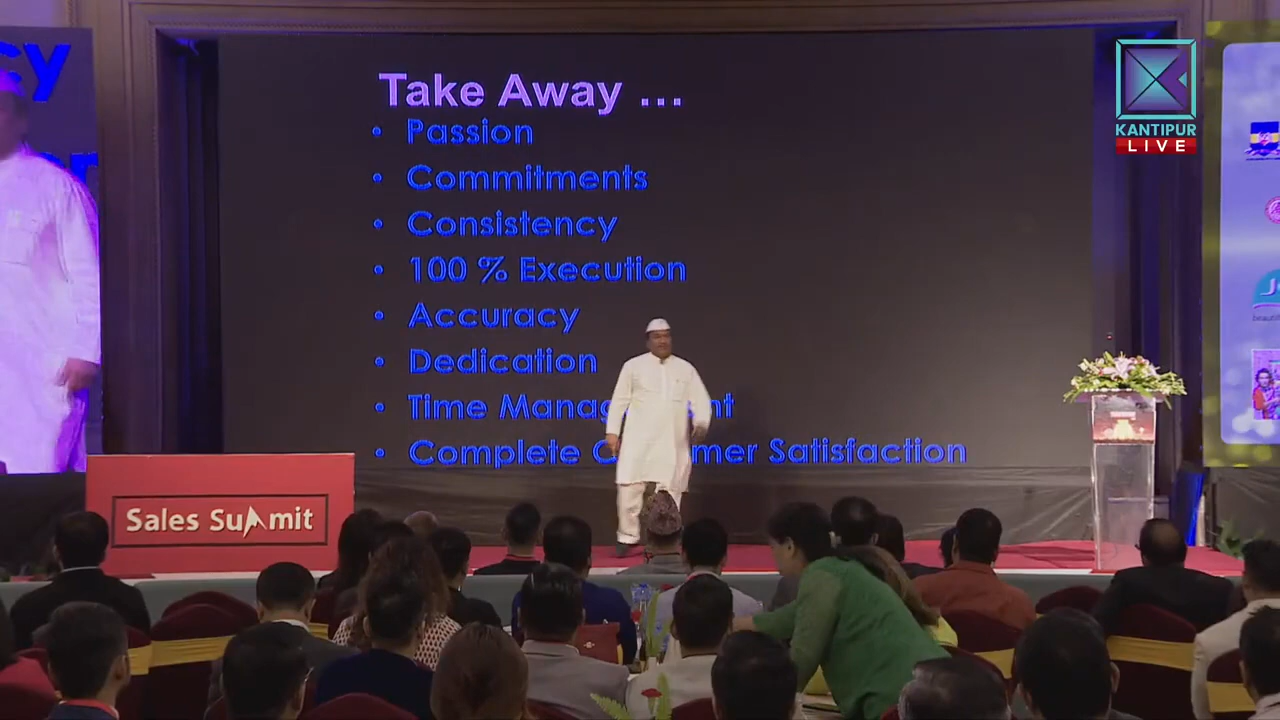 Take Away ...
• Passion
• Commitments
• Consistency
• 100 % Execution
• Accuracy
• Dedication
• Time
• Complete Satisfaction
KANTIPUR
LIVE
Sales Summit